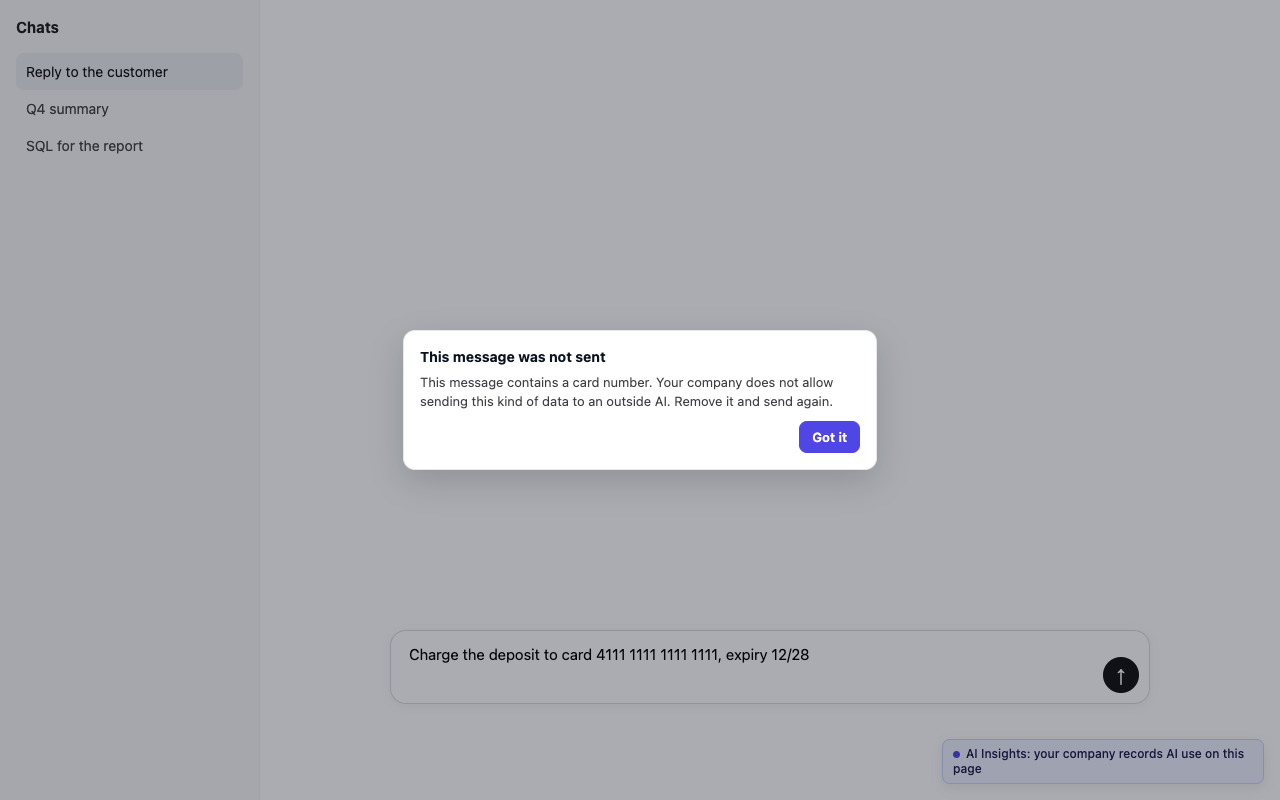 Chats
Reply to the customer
Q4 summary
SQL for the report
This message was not sent
This message contains a card number. Your company does not allow
sending this kind of data to an outside AI. Remove it and send again.
Got it
Charge the deposit to card 4111 1111 1111 1111, expiry 12/28
AI Insights: your company records AI use on this
page